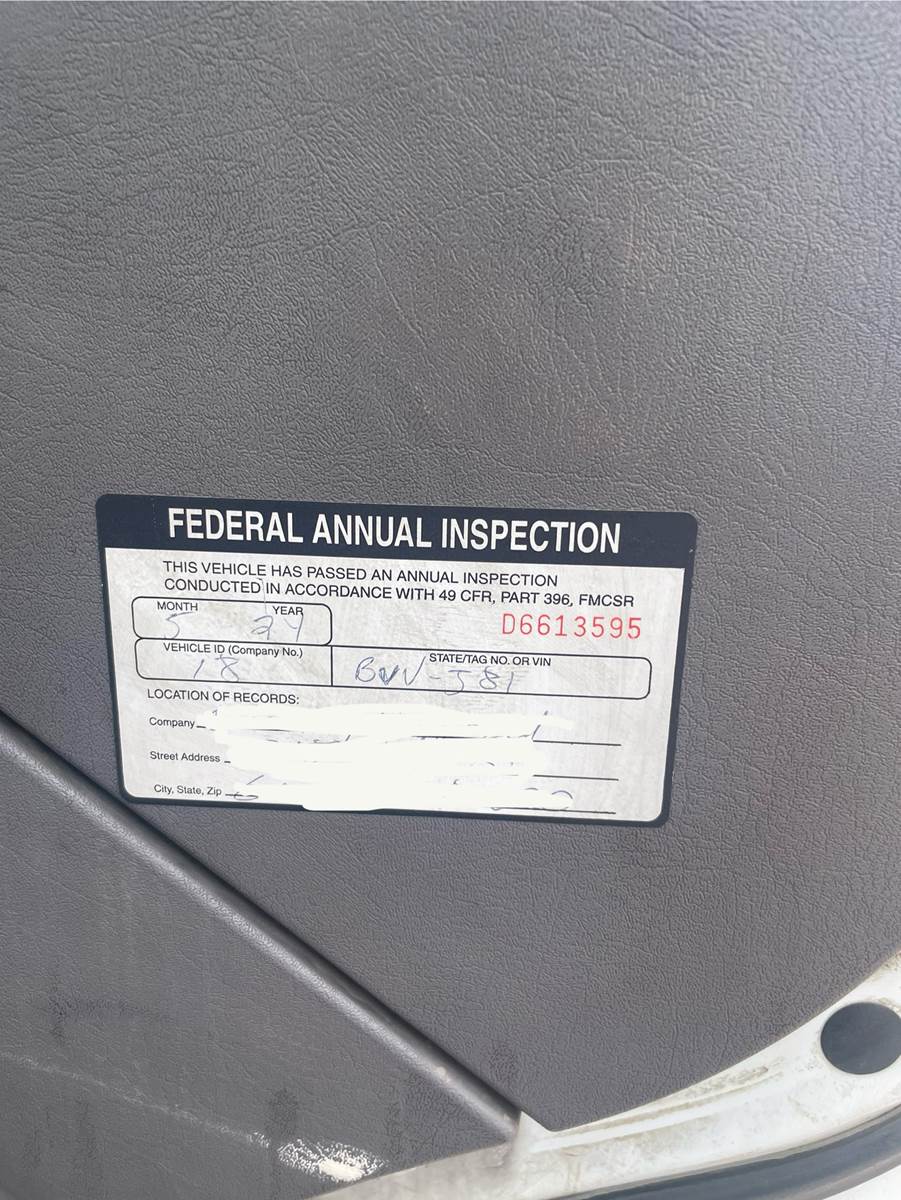 FEDERAL ANNUAL INSPECTION
THIS VEHICLE HAS PASSED AN ANNUAL INSPECTION
CONDUCTED IN ACCORDANCE WITH 49 CFR, PART 396, FMCSR
MONTH YEAR
5 24
D6613595
VEHICLE ID (Company No.) STATE/TAG NO. OR VIN
18
LOCATION OF RECORDS:
Company
Street Address
City, State, Zip